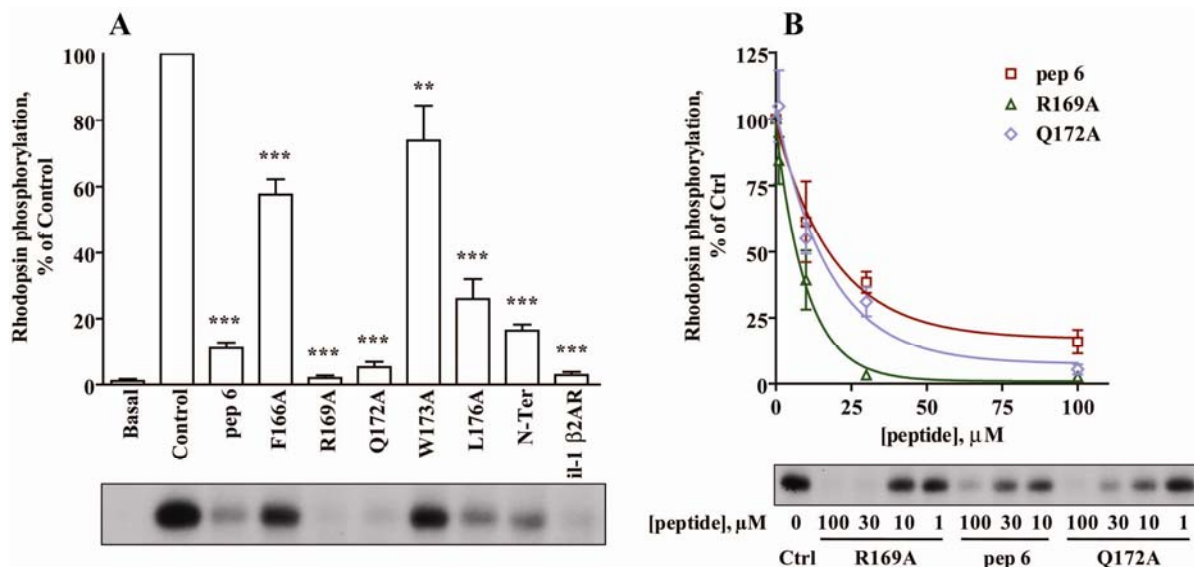 A
Rhodopsin phosphorylation,
% of Control
100
80
60
40
20
0
***
***
***
***
**
***
***
***
Basal
Control
pep 6
F166A
R169A
Q172A
W173A
L176A
N-Ter
il-1 β2AR
B
Rhodopsin phosphorylation,
% of Ctrl
125
100
75
50
25
0
pep 6
R169A
Q172A
0 25 50 75 100
[peptide], μM
[peptide], μM 0 100 30 10 1 100 30 10 100 30 10 1
Ctrl R169A pep 6 Q172A